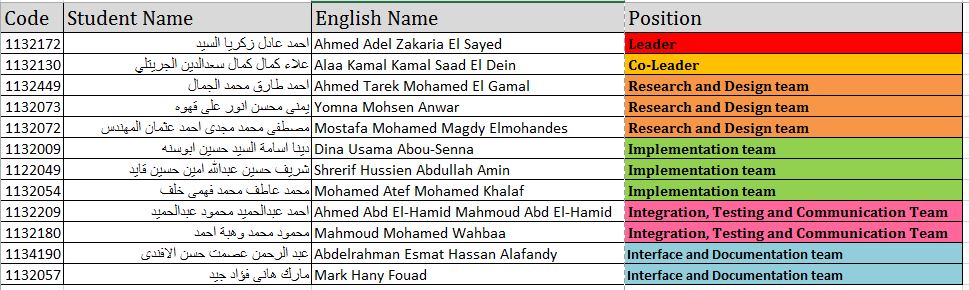 Code Student Name English Name Position
1132172 احمد عادل زكريا السيد Ahmed Adel Zakaria El Sayed Leader
1132130 علاء كمال كمال سعدالدين الجريتلي Alaa Kamal Kamal Saad El Dein Co-Leader
1132449 احمد طارق محمد الجمال Ahmed Tarek Mohamed El Gamal Research and Design team
1132073 يمنى محسن انور على قهوه Yomna Mohsen Anwar Research and Design team
1132072 مصطفى محمد مجدى احمد عثمان المهندس Mostafa Mohamed Magdy Elmohandes Research and Design team
1132009 دينا اسامة السيد حسين ابوسنه Dina Usama Abou-Senna Implementation team
1122049 شريف حسين عبدالله امين حسين قايد Shrerif Hussien Abdullah Amin Implementation team
1132054 محمد عاطف محمد فهمى خلف Mohamed Atef Mohamed Khalaf Implementation team
1132209 احمد عبدالحميد محمود عبدالحميد Ahmed Abd El-Hamid Mahmoud Abd El-Hamid Integration, Testing and Communication Team
1132180 محمود محمد وهبة احمد Mahmoud Mohamed Wahbaa Integration, Testing and Communication Team
1134190 عبد الرحمن عصمت حسن الافندى Abdelrahman Esmat Hassan Alafandy Interface and Documentation team
1132057 مارك هانى فؤاد جيد Mark Hany Fouad Interface and Documentation team